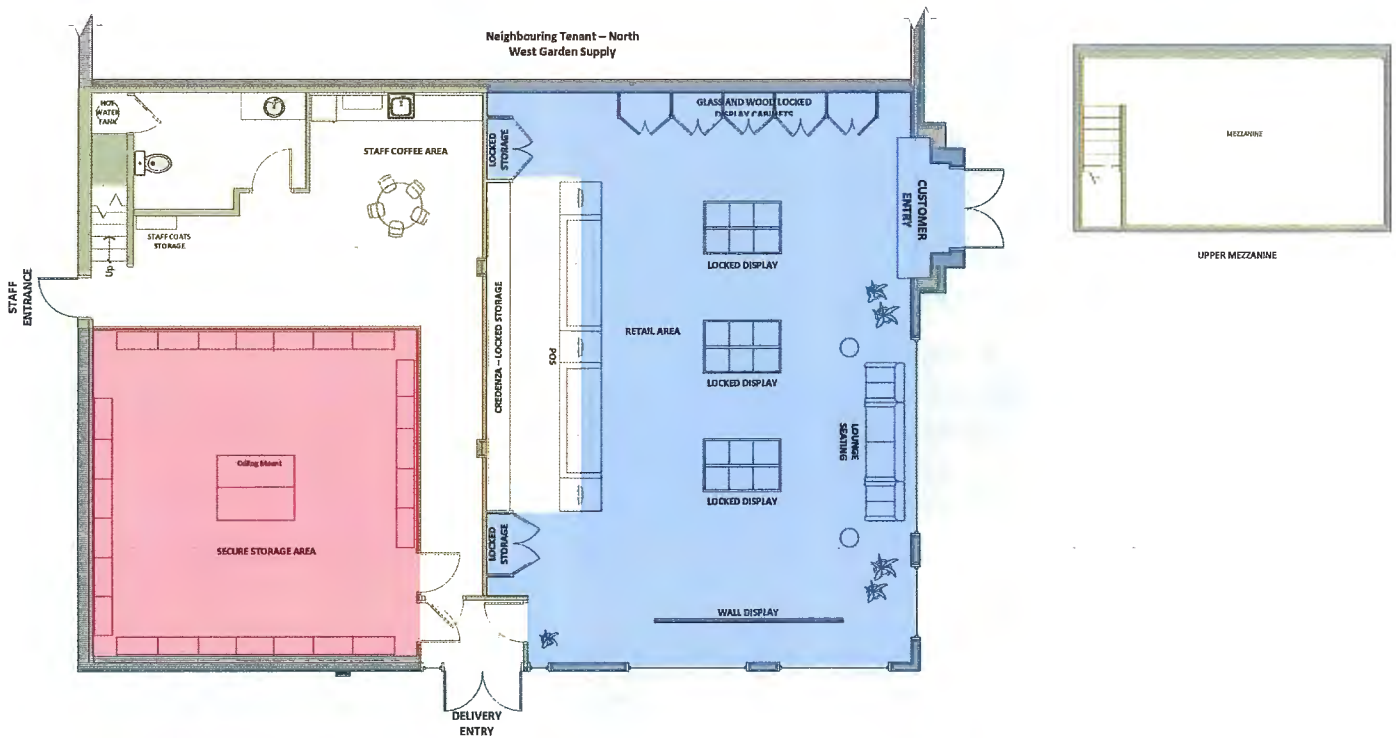 Neighbouring Tenant – North
West Garden Supply
HOT
WATER
TANK
STAFF COFFEE AREA
STAFF COATS
STORAGE
Up
STAFF
ENTRANCE
LOCKED
STORAGE
GLASS AND WOOD LOCKED
DISPLAY CABINETS
CUSTOMER
ENTRY
LOCKED DISPLAY
CREDENZA – LOCKED STORAGE
POS
RETAIL AREA
LOCKED DISPLAY
LOUNGE
SEATING
LOCKED DISPLAY
Ceiling Mount
SECURE STORAGE AREA
LOCKED
STORAGE
WALL DISPLAY
DELIVERY
ENTRY
MEZZANINE
UPPER MEZZANINE